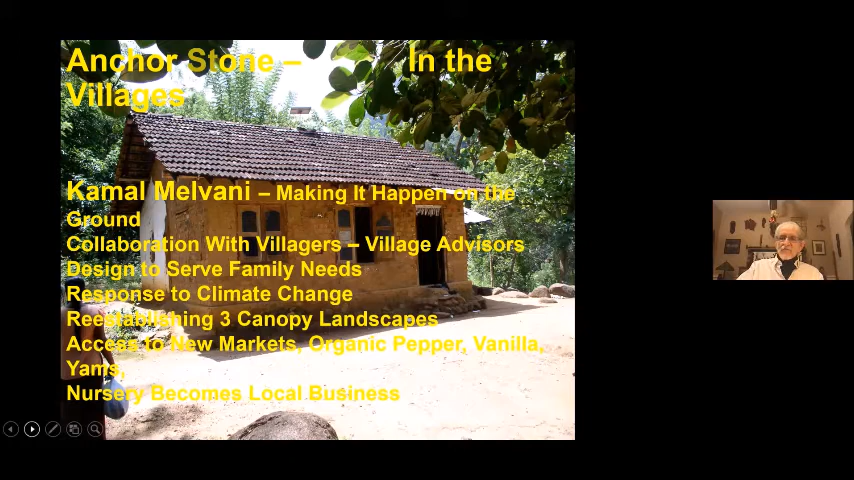 Anchor Stone – In the
Villages
Kamal Melvani – Making It Happen on the
Ground
Collaboration With Villagers – Village Advisors
Design to Serve Family Needs
Response to Climate Change
Reestablishing 3 Canopy Landscapes
Access to New Markets, Organic Pepper, Vanilla,
Yams,
Nursery Becomes Local Business